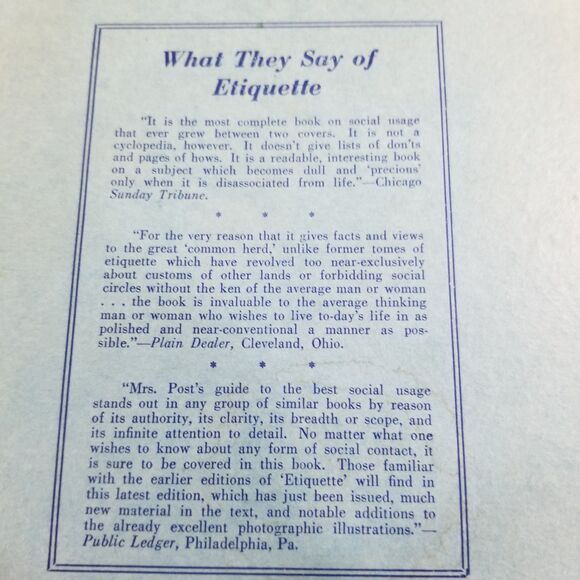 What They Say of
Etiquette
"It is the most complete book on social usage
that ever grew between two covers. It is not a
cyclopedia, however. It doesn't give lists of don'ts
and pages of hows. It is a readable, interesting book
on a subject which becomes dull and 'precious'
only when it is disassociated from life."—Chicago
Sunday Tribune.
* * *
"For the very reason that it gives facts and views
to the great 'common herd,' unlike former tomes of
etiquette which have revolved too near-exclusively
about customs of other lands or forbidding social
circles without the ken of the average man or woman
. . . the book is invaluable to the average thinking
man or woman who wishes to live to-day's life in as
polished and near-conventional a manner as pos-
sible."—Plain Dealer, Cleveland, Ohio.
* * *
"Mrs. Post's guide to the best social usage
stands out in any group of similar books by reason
of its authority, its clarity, its breadth or scope, and
its infinite attention to detail. No matter what one
wishes to know about any form of social contact, it
is sure to be covered in this book. Those familiar
with the earlier editions of 'Etiquette' will find in
this latest edition, which has just been issued, much
new material in the text, and notable additions to
the already excellent photographic illustrations."—
Public Ledger, Philadelphia, Pa.